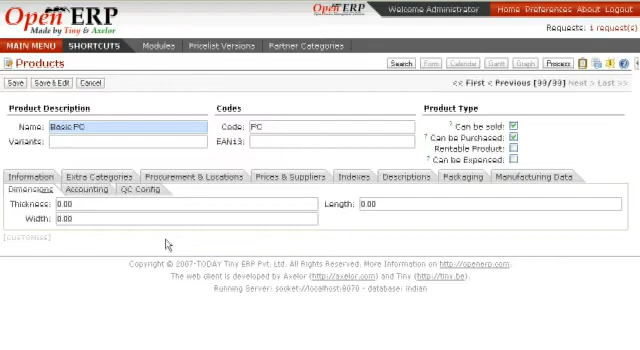 Open ERP
Made by Tiny & Axelor
Open ERP
Welcome Administrator
Home Preferences About Logout
Requests: 1 request(s)
MAIN MENU SHORTCUTS Modules Pricelist Versions Partner Categories
Products
Search Form Calendar Gantt Graph Process
Save Save & Edit Cancel
<< First < Previous [99/99] Next > Last >>
Product Description Codes Product Type
Name: Basic PC Code: PC ? Can be sold:
Variants: EAN13: ? Can be Purchased:
Rentable Product:
? Can be Expensed:
Information Extra Categories Procurement & Locations Prices & Suppliers Indexes Descriptions Packaging Manufacturing Data
Dimensions Accounting QC Config
Thickness: 0.00 Length: 0.00
Width: 0.00
[CUSTOMISE]
Copyright © 2007-TODAY Tiny ERP Pvt. Ltd. All Rights Reserved. More Information on http://openerp.com.
The web client is developed by Axelor (http://axelor.com) and Tiny (http://tiny.be)
Running Server: socket://localhost:8070 - database: indian